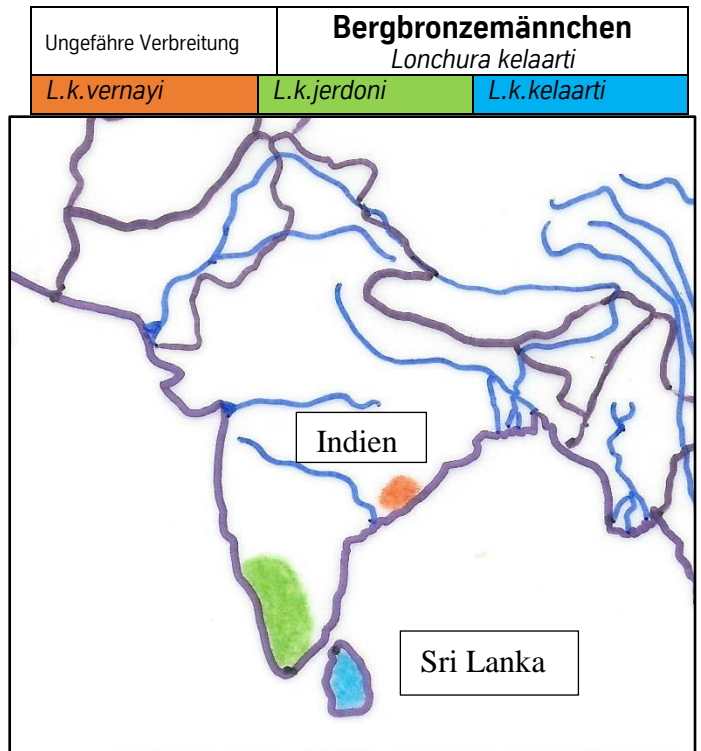 Ungefähre Verbreitung
Bergbronzemännchen
Lonchura kelaarti
L.k.vernayi
L.k.jerdoni
L.k.kelaarti
Indien
Sri Lanka